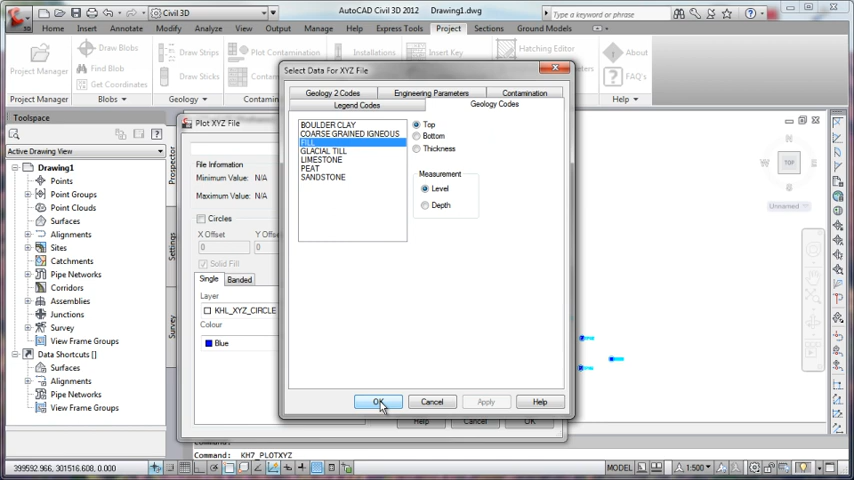 Civil 3D
AutoCAD Civil 3D 2012
Drawing1.dwg
Type a keyword or phrase
Home
Insert
Annotate
Modify
Analyze
View
Output
Manage
Express Tools
Project
Sections
Ground Models
Project Manager
Draw Blobs
Find Blob
Get Coordinates
Draw Strips
Draw Sticks
Plot Contamination
Installations
Insert Key
Hatching Editor
About
FAQ's
Project Manager
Blobs
Geology
Help
Toolspace
Active Drawing View
Drawing1
Points
Point Groups
Point Clouds
Surfaces
Alignments
Sites
Catchments
Pipe Networks
Corridors
Assemblies
Junctions
Survey
View Frame Groups
Data Shortcuts []
Surfaces
Alignments
Pipe Networks
View Frame Groups
Prospector
Settings
Survey
Plot XYZ File
File Information
Minimum Value: N/A
Maximum Value: N/A
Circles
X Offset
Y Offset
0
0
Solid Fill
Single
Banded
Layer
KHL_XYZ_CIRCLE
Colour
Blue
Help
Cancel
OK
Select Data For XYZ File
Geology 2 Codes
Engineering Parameters
Contamination
Legend Codes
Geology Codes
BOULDER CLAY
COARSE GRAINED IGNEOUS
FILL
GLACIAL TILL
LIMESTONE
PEAT
SANDSTONE
Top
Bottom
Thickness
Measurement
Level
Depth
OK
Cancel
Apply
Help
W
TOP
Unnamed
Command:
Command: KH7_PLOTXYZ
399592.966, 301516.608, 0.000
MODEL
1:500